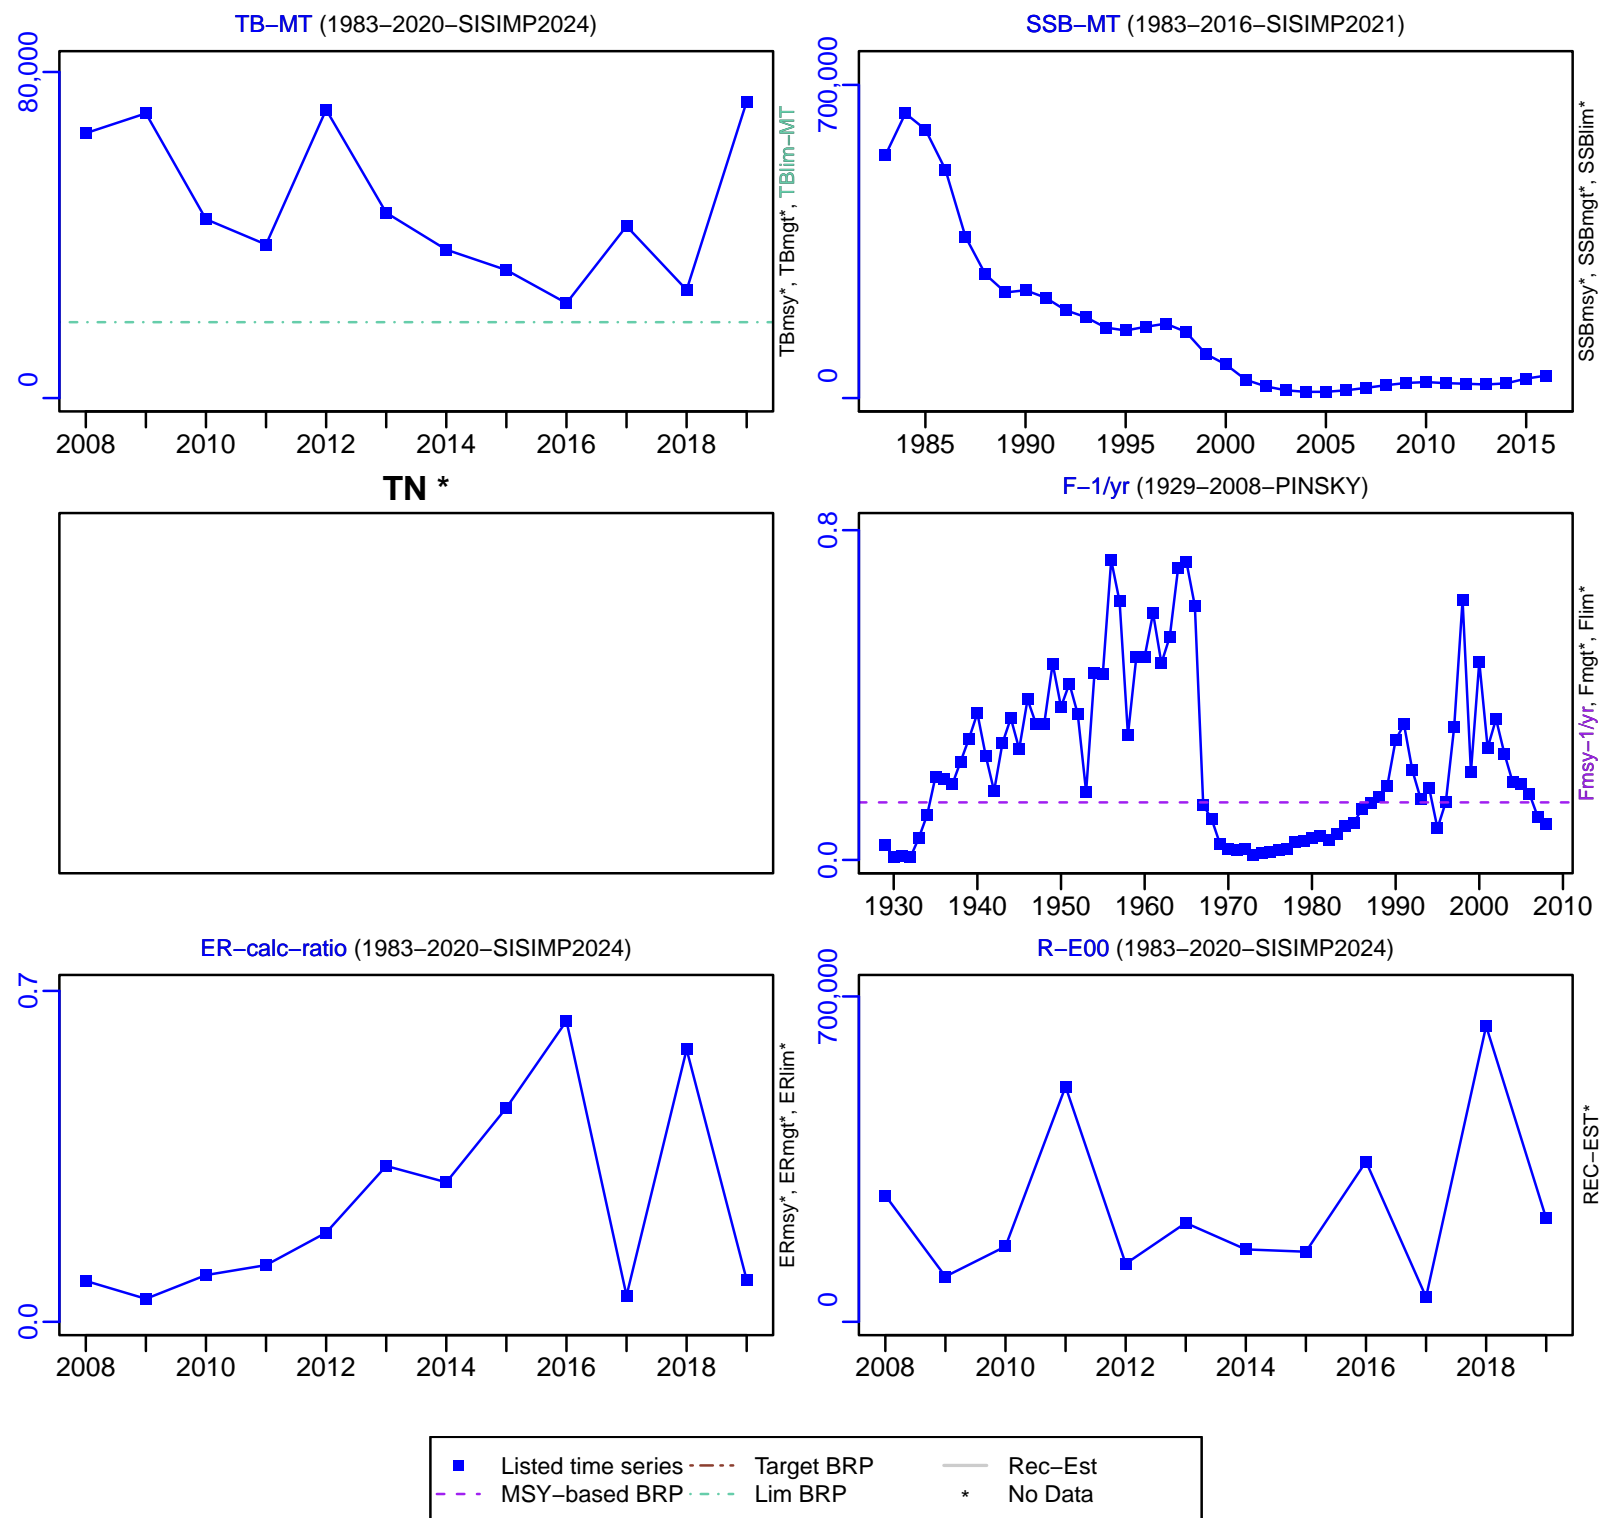 TB−MT (1983−2020−SISIMP2024)
80,000
0
2008 2010 2012 2014 2016 2018
TBmsy*, TBmgt*, TBlim−MT
SSB−MT (1983−2016−SISIMP2021)
700,000
0
1985 1990 1995 2000 2005 2010 2015
SSBmsy*, SSBmgt*, SSBlim*
TN *
F−1/yr (1929−2008−PINSKY)
0.8
0.0
1930 1940 1950 1960 1970 1980 1990 2000 2010
Fmsy−1/yr, Fmgt*, Flim*
ER−calc−ratio (1983−2020−SISIMP2024)
0.7
0.0
2008 2010 2012 2014 2016 2018
ERmsy*, ERmgt*, ERlim*
R−E00 (1983−2020−SISIMP2024)
700,000
0
2008 2010 2012 2014 2016 2018
REC−EST*
Listed time series Target BRP Rec−Est
MSY−based BRP Lim BRP * No Data